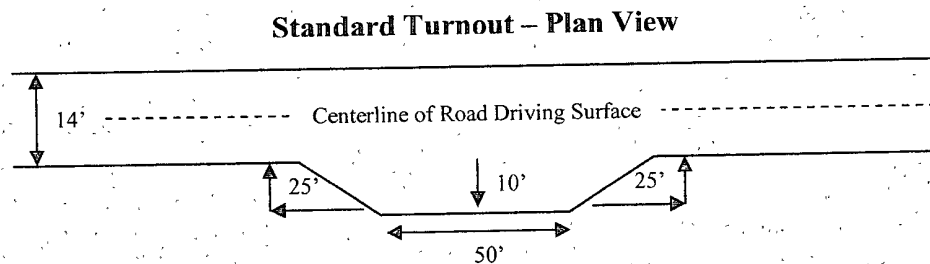 Standard Turnout – Plan View
14'
Centerline of Road Driving Surface
25'
10'
25'
50'